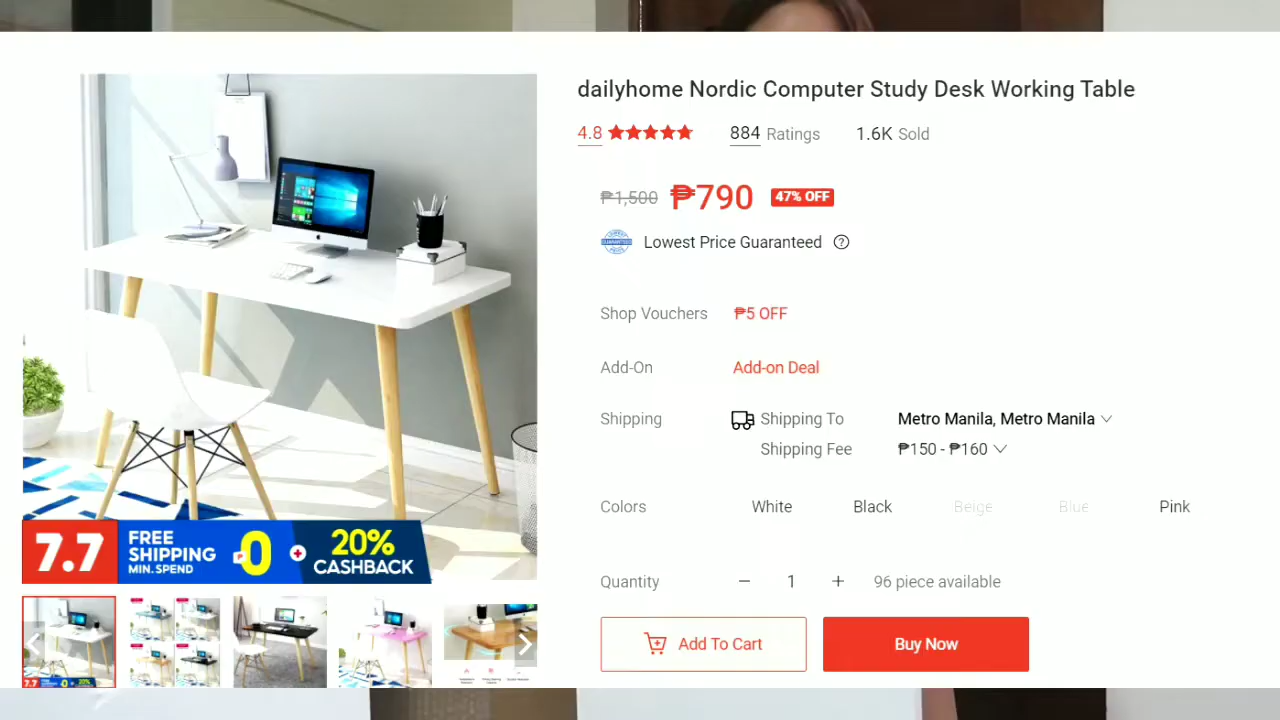 dailyhome Nordic Computer Study Desk Working Table
4.8 884 Ratings 1.6K Sold
₱1,500 ₱790 47% OFF
Lowest Price Guaranteed ?
Shop Vouchers ₱5 OFF
Add-On Add-on Deal
Shipping Shipping To Metro Manila, Metro Manila
Shipping Fee ₱150 - ₱160
Colors White Black Beige Blue Pink
Quantity 1 96 piece available
Add To Cart Buy Now
7.7 FREE SHIPPING MIN. SPEND ₱0 + 20% CASHBACK